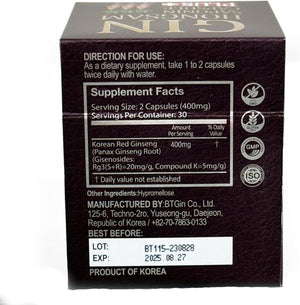 GIN
HONGSAM
PLUS+
DIRECTION FOR USE:
As a dietary supplement, take 1 to 2 capsules
twice daily with water.
Supplement Facts
Serving Size: 2 Capsules (400mg)
Servings Per Container: 30
Amount Per Serving
% Daily Value
Korean Red Ginseng 400mg †
(Panax Ginseng Root)
(Gisenosides:
Rg3(S+R)=20mg/g, Compound K=5mg/g)
† Daily value not established
Other Ingredients: Hypromellose
MANUFACTURED BY:BTGin Co., Ltd.
125-6, Techno-2ro, Yuseong-gu, Daejeon,
Republic of Korea / +82-70-7863-0133
BEST BEFORE:
LOT: BT115-230828
EXP: 2025.08.27
PRODUCT OF KOREA
GMP